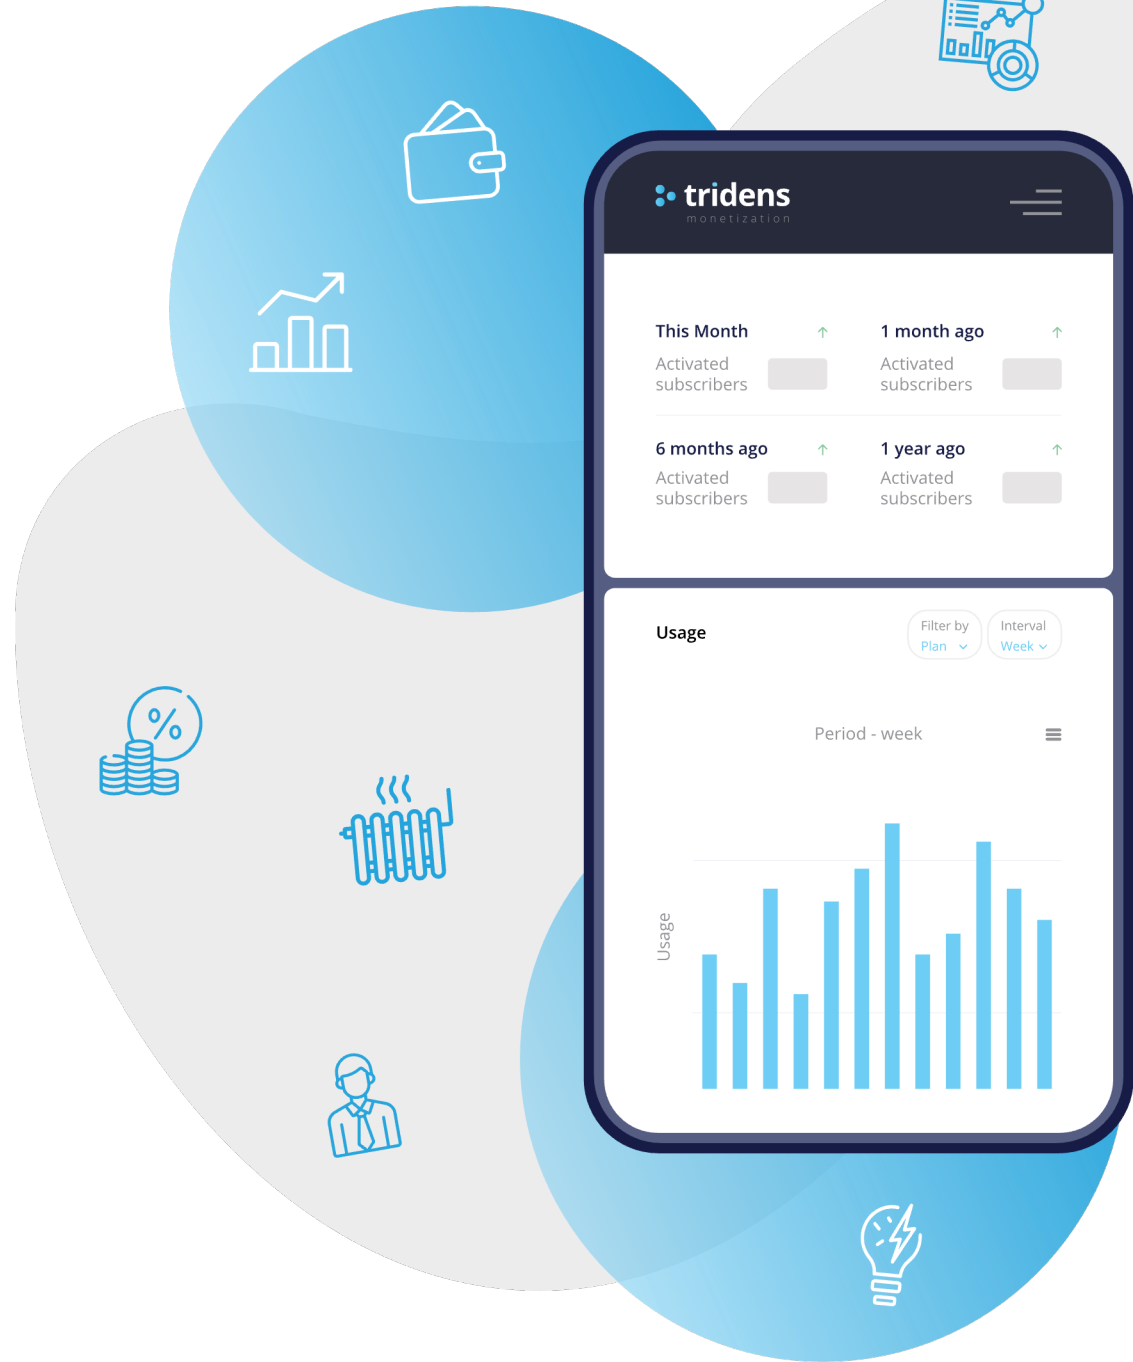 tridens
monetization
This Month
Activated
subscribers
1 month ago
Activated
subscribers
6 months ago
Activated
subscribers
1 year ago
Activated
subscribers
Usage
Filter by
Plan
Interval
Week
Period - week
Usage
%